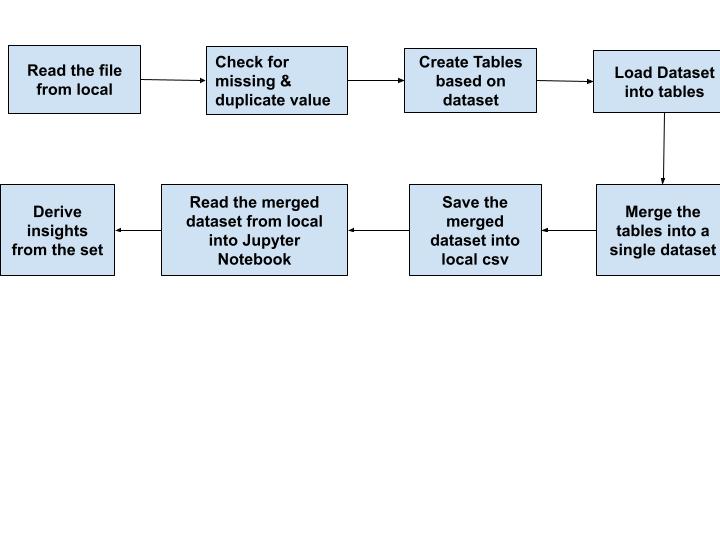 Read the file
from local
Check for
missing &
duplicate value
Create Tables
based on
dataset
Load Dataset
into tables
Derive
insights
from the set
Read the merged
dataset from local
into Jupyter
Notebook
Save the
merged
dataset into
local csv
Merge the
tables into a
single dataset